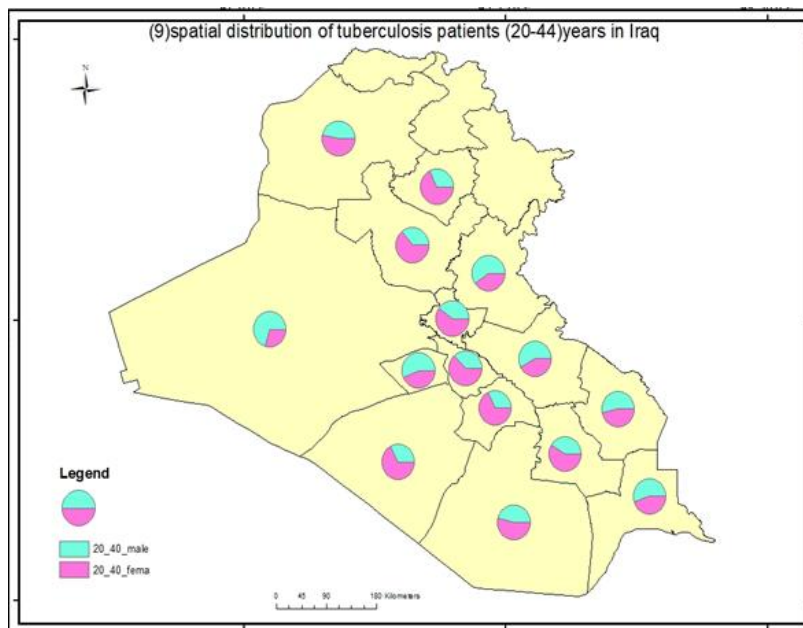 (9)spatial distribution of tuberculosis patients (20-44)years in Iraq
N
Legend
20_40_male
20_40_fema
0 45 90 180 Kilometers